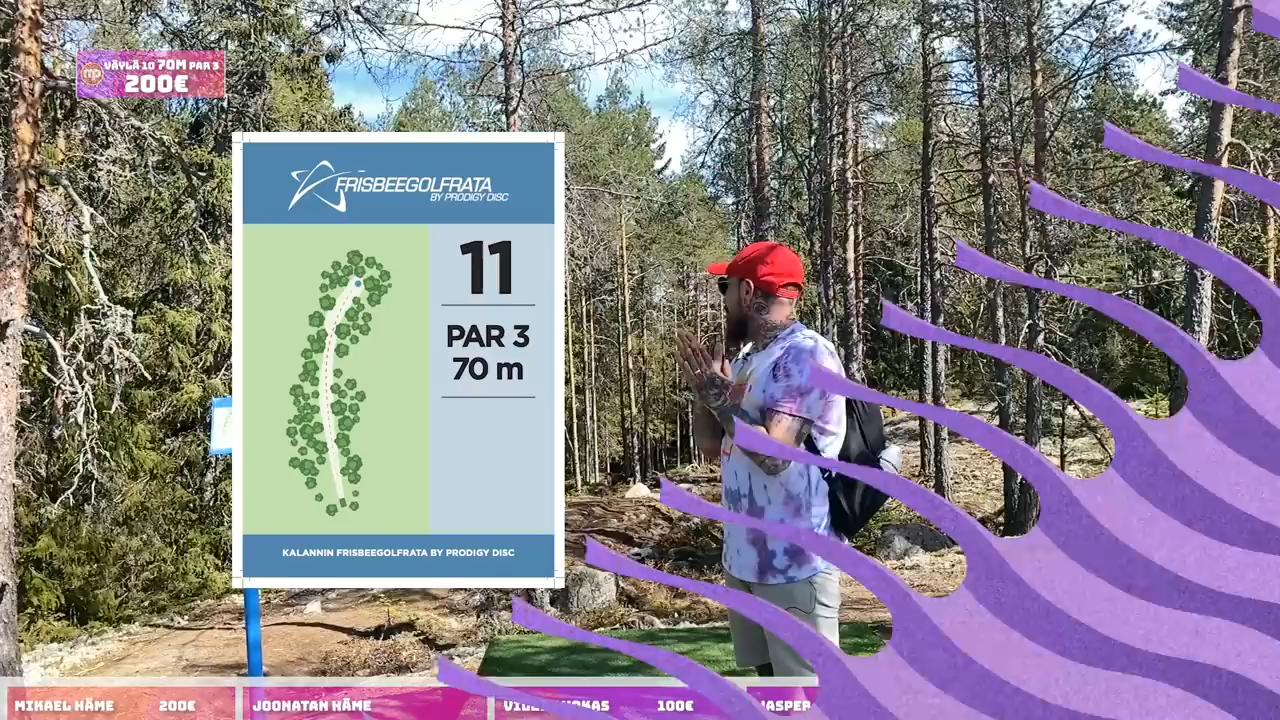 VÄYLÄ 10 70M PAR 3
200€
FRISBEEGOLFRATA
BY PRODIGY DISC
11
PAR 3
70 m
KALANNIN FRISBEEGOLFRATA BY PRODIGY DISC
MIKAEL HÄME 200€ JOONATAN HÄME 100€